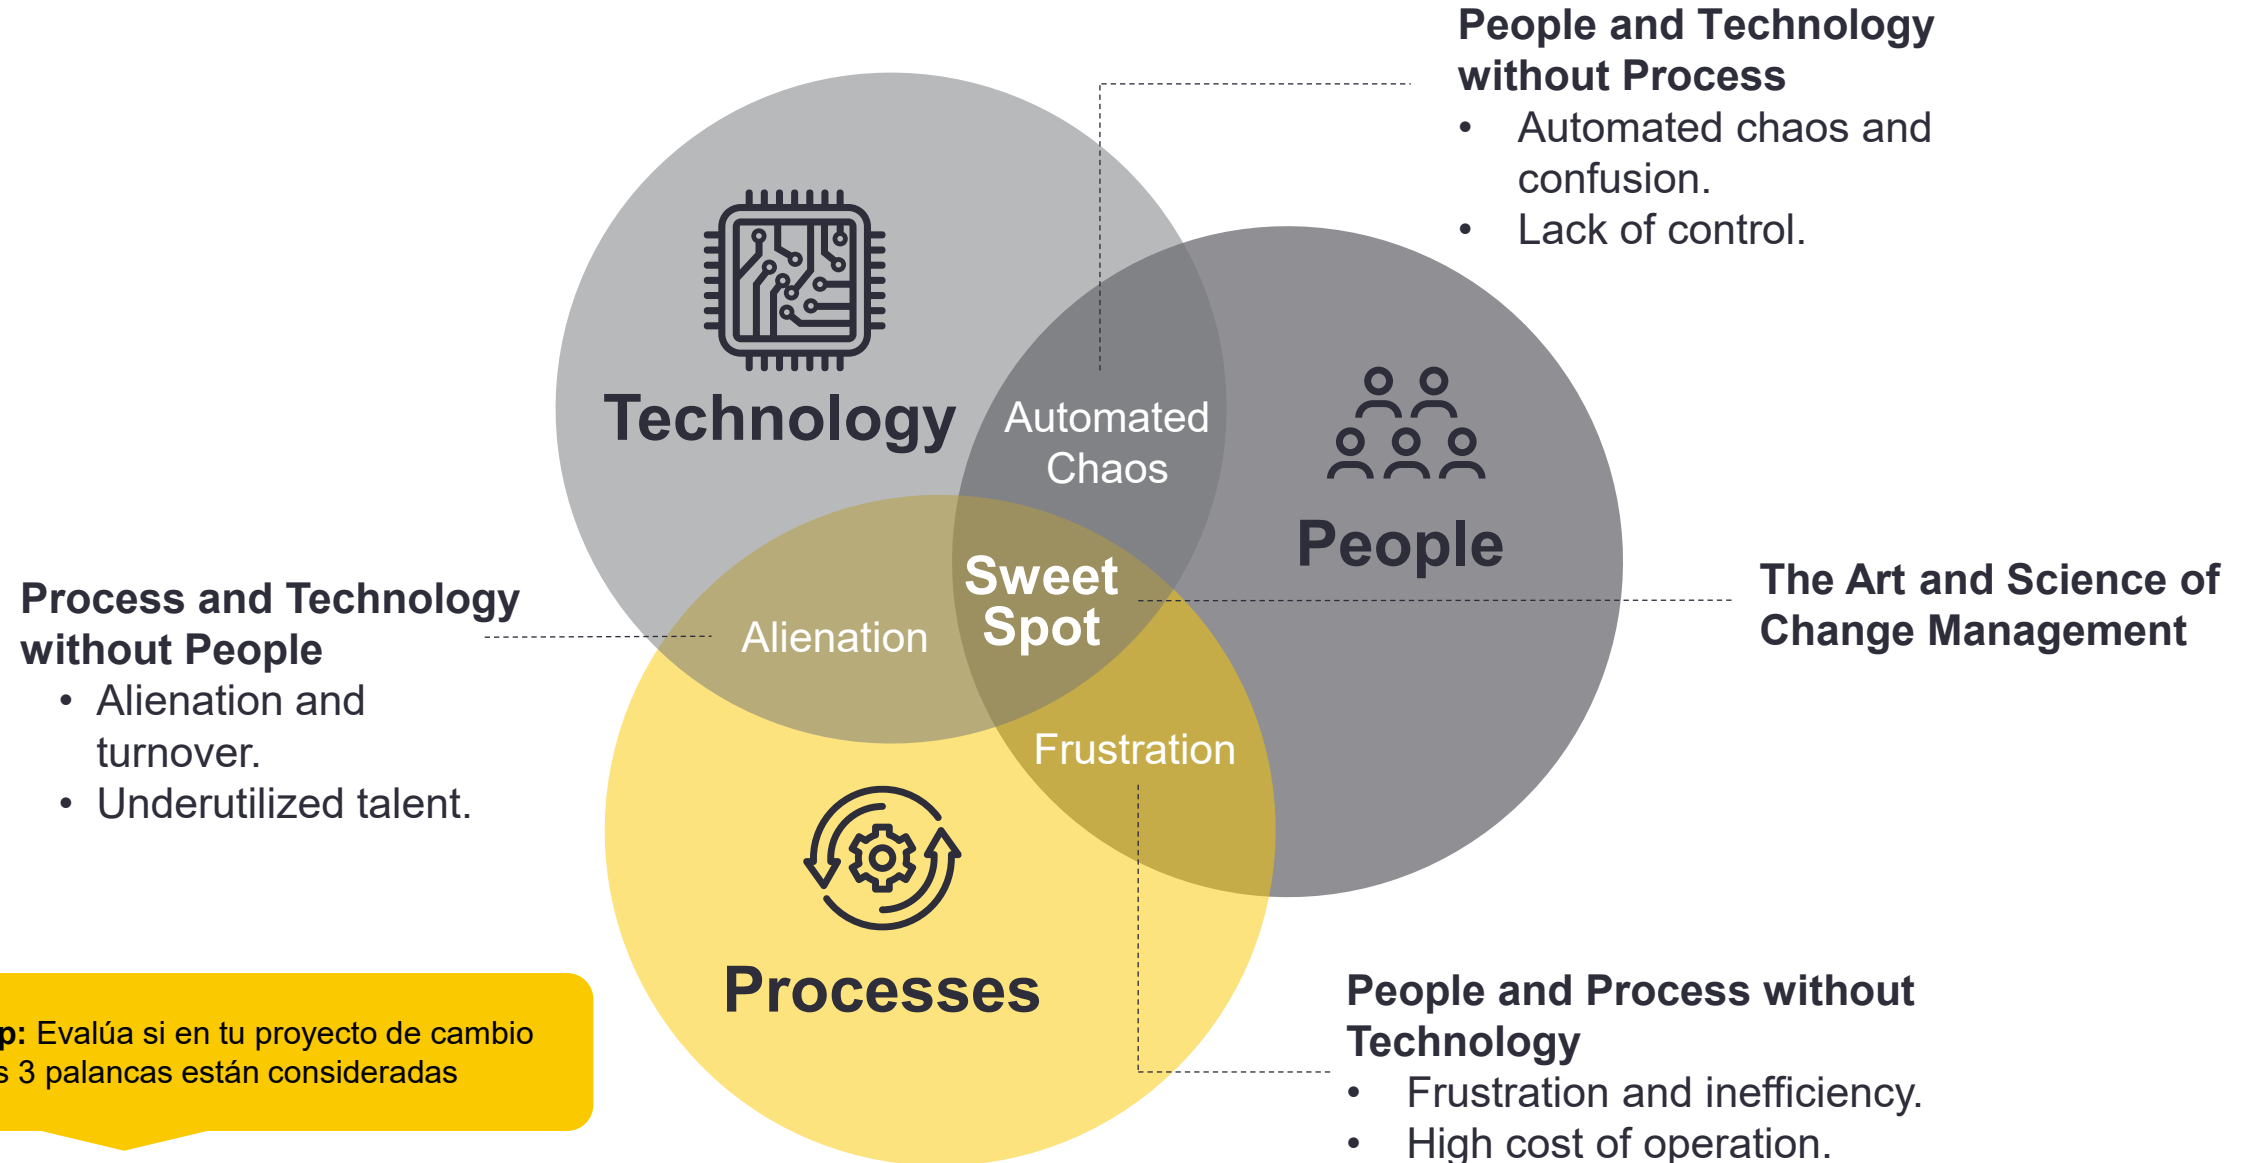 People and Technology
without Process
• Automated chaos and
confusion.
• Lack of control.
Technology
Automated
Chaos
People
Sweet
Spot
The Art and Science of
Change Management
Process and Technology
without People
• Alienation and
turnover.
• Underutilized talent.
Alienation
Frustration
Processes
p: Evalúa si en tu proyecto de cambio
s 3 palancas están consideradas
People and Process without
Technology
• Frustration and inefficiency.
• High cost of operation.